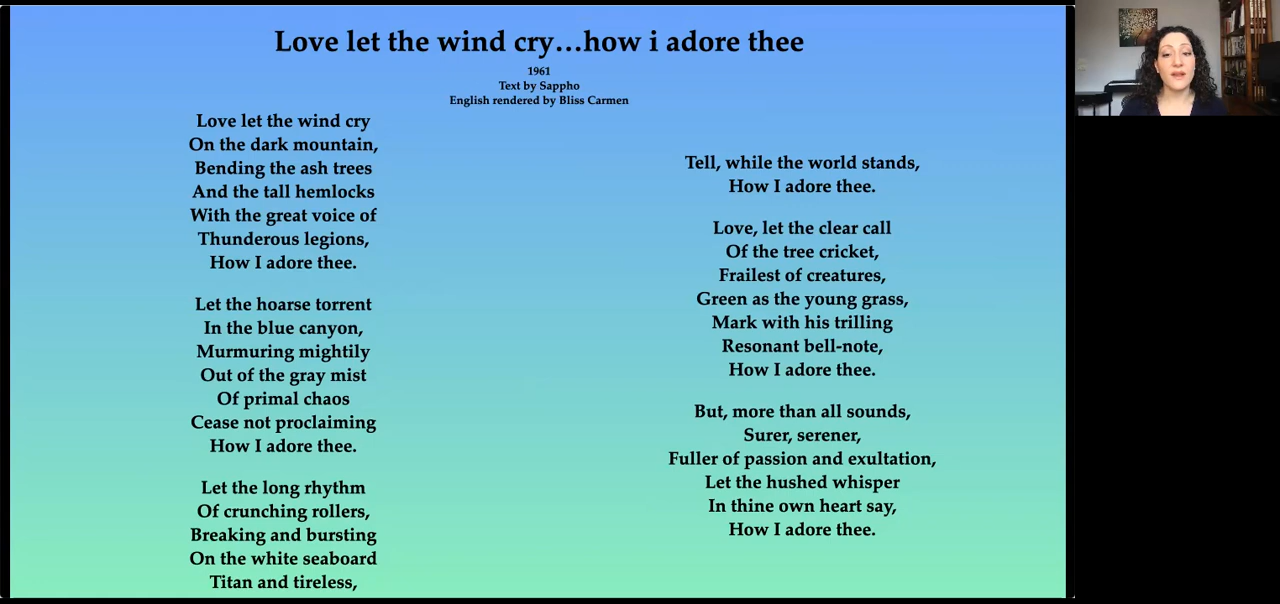 Love let the wind cry...how i adore thee
1961
Text by Sappho
English rendered by Bliss Carmen
Love let the wind cry
On the dark mountain,
Bending the ash trees
And the tall hemlocks
With the great voice of
Thunderous legions,
How I adore thee.
Let the hoarse torrent
In the blue canyon,
Murmuring mightily
Out of the gray mist
Of primal chaos
Cease not proclaiming
How I adore thee.
Let the long rhythm
Of crunching rollers,
Breaking and bursting
On the white seaboard
Titan and tireless,
Tell, while the world stands,
How I adore thee.
Love, let the clear call
Of the tree cricket,
Frailest of creatures,
Green as the young grass,
Mark with his trilling
Resonant bell-note,
How I adore thee.
But, more than all sounds,
Surer, serener,
Fuller of passion and exultation,
Let the hushed whisper
In thine own heart say,
How I adore thee.